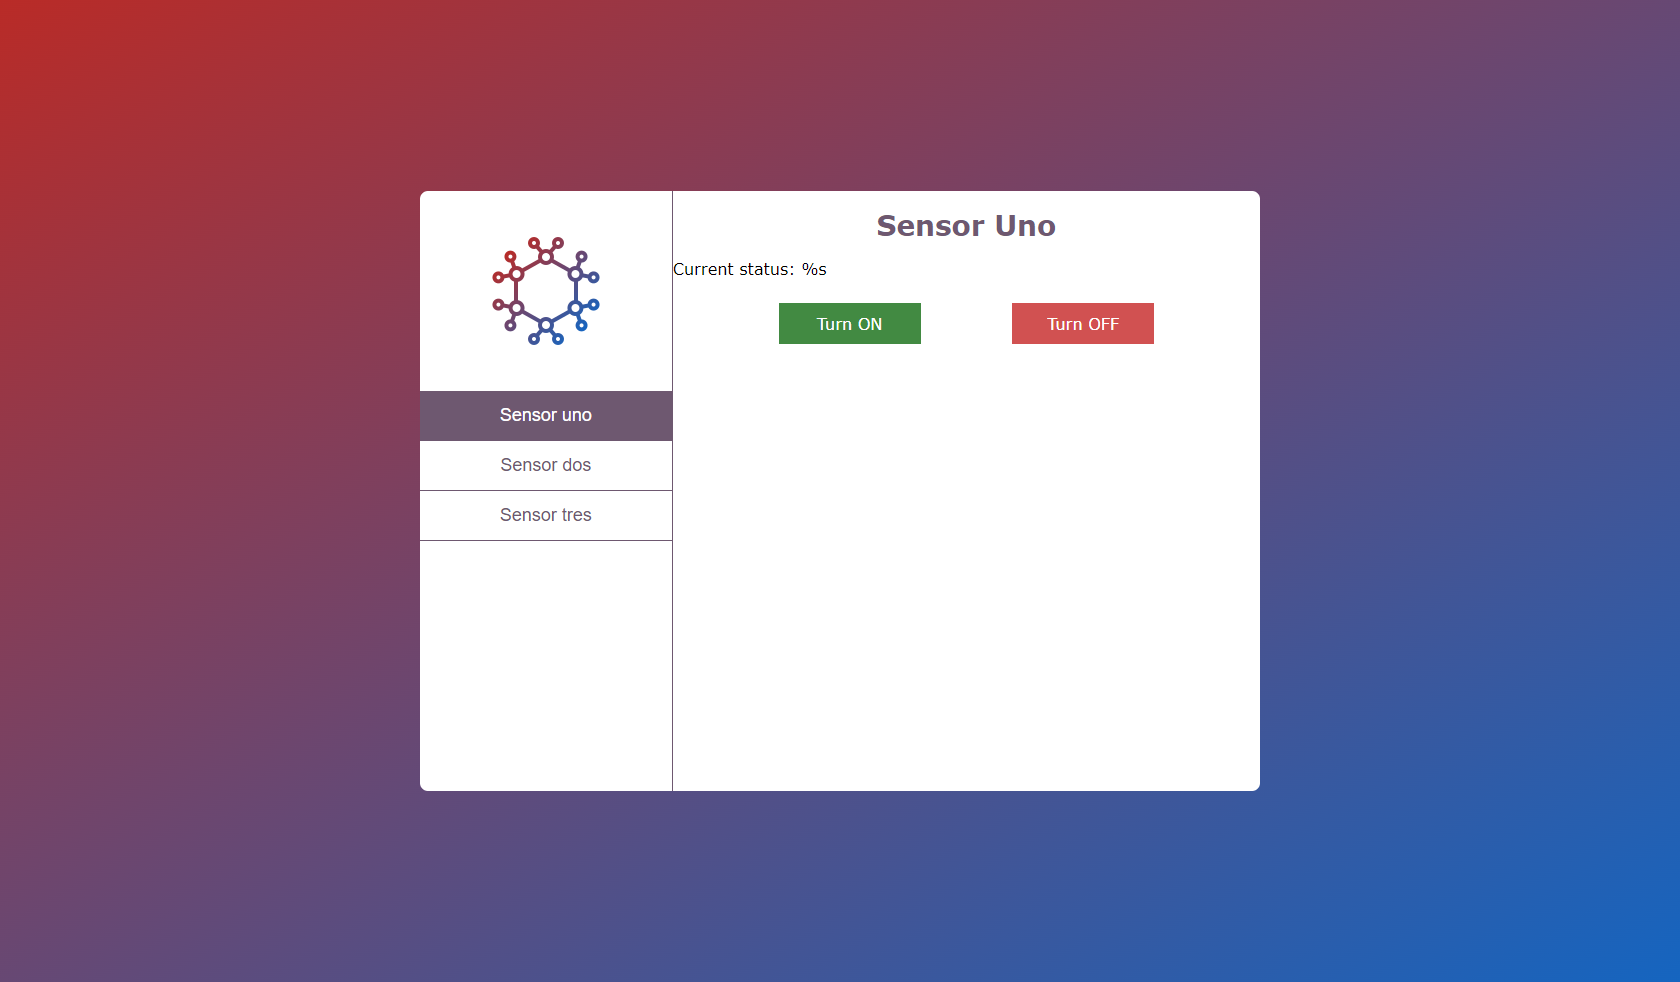 Sensor uno
Sensor dos
Sensor tres
Sensor Uno
Current status: %s
Turn ON
Turn OFF